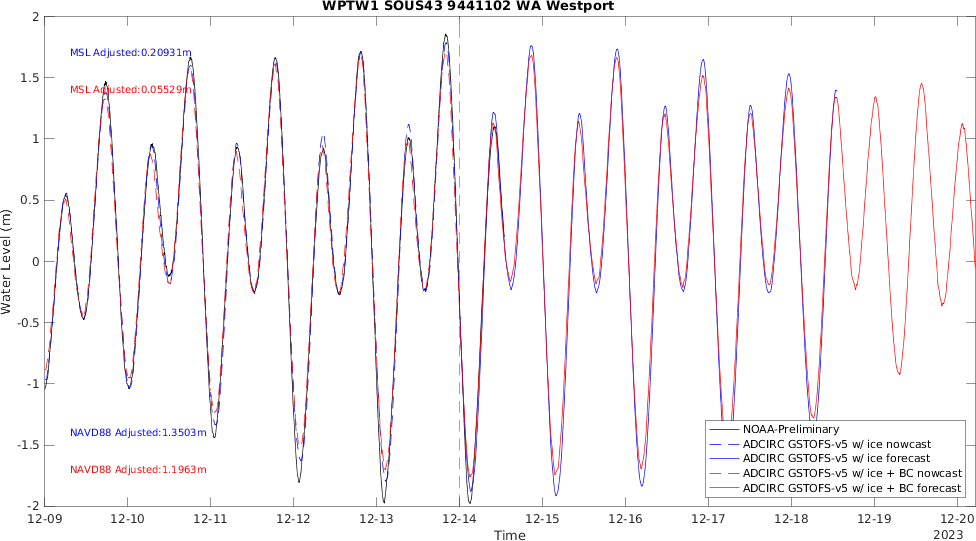 WPTW1 SOUS43 9441102 WA Westport
2
1.5
1
0.5
0
-0.5
-1
-1.5
-2
Water Level (m)
MSL Adjusted:0.20931m
MSL Adjusted:0.05529m
NAVD88 Adjusted:1.3503m
NAVD88 Adjusted:1.1963m
NOAA-Preliminary
ADCIRC GSTOFS-v5 w/ ice nowcast
ADCIRC GSTOFS-v5 w/ ice forecast
ADCIRC GSTOFS-v5 w/ ice + BC nowcast
ADCIRC GSTOFS-v5 w/ ice + BC forecast
12-09 12-10 12-11 12-12 12-13 12-14 12-15 12-16 12-17 12-18 12-19 12-20
Time
2023